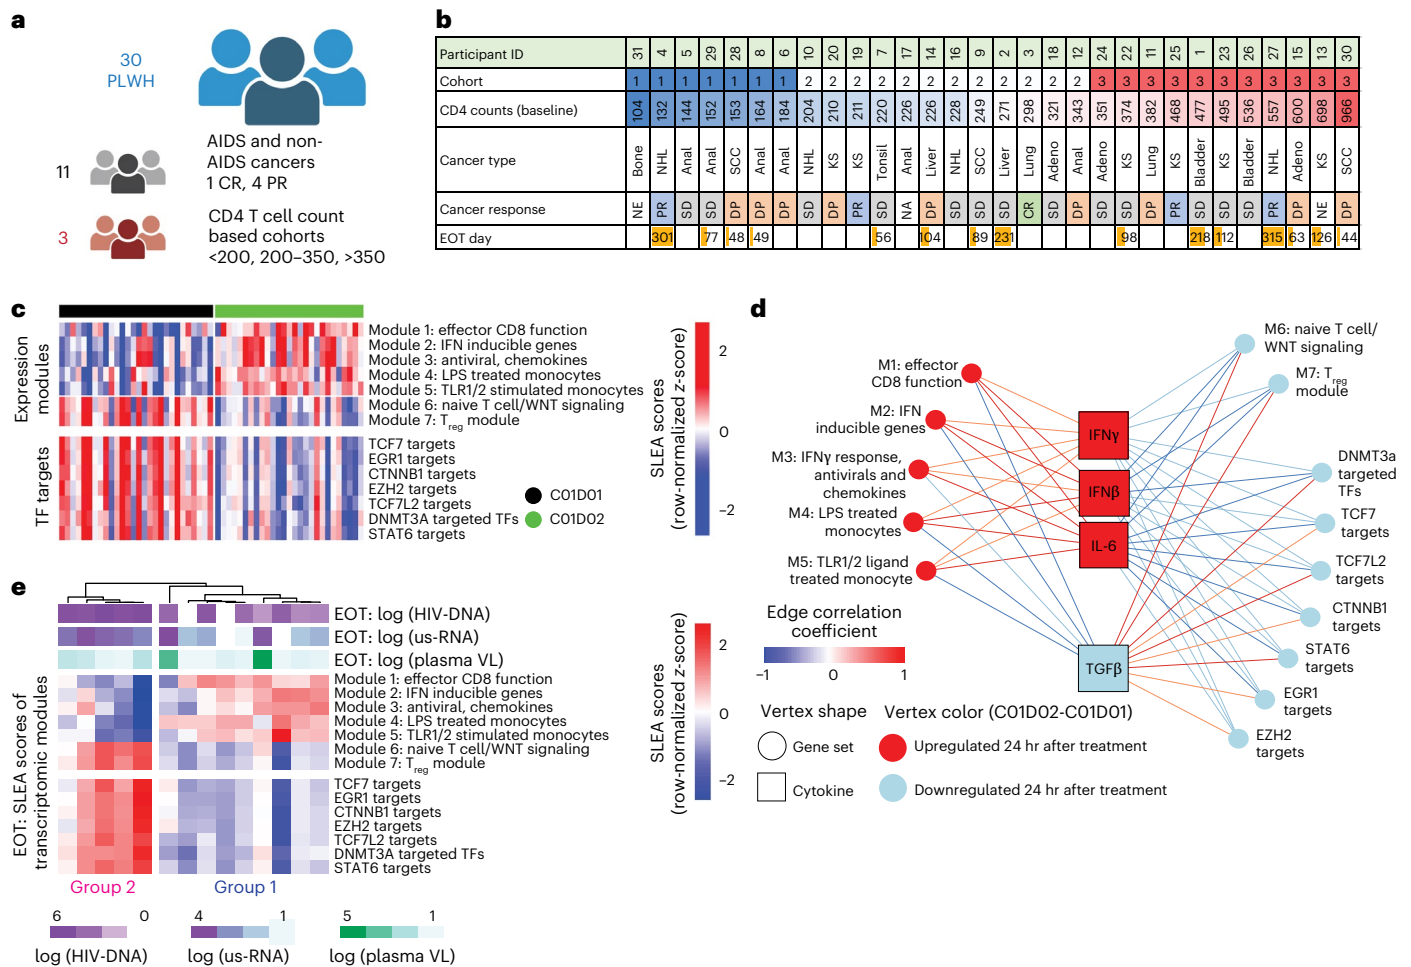 a
30
PLWH
11
AIDS and non-
AIDS cancers
1 CR, 4 PR
3
CD4 T cell count
based cohorts
<200, 200–350, >350
b
Participant ID 31 4 5 29 28 8 6 10 20 19 7 17 14 16 9 2 3 18 12 24 22 11 25 1 23 26 27 15 13 30
Cohort 1 1 1 1 1 1 1 2 2 2 2 2 2 2 2 2 2 2 2 3 3 3 3 3 3 3 3 3 3 3
CD4 counts (baseline) 104 132 144 152 153 164 184 204 210 211 220 226 226 228 249 271 298 321 343 351 374 382 468 477 495 536 557 600 698 966
Cancer type Bone NHL Anal Anal SCC Anal Anal NHL KS KS Tonsil Anal Liver NHL SCC Liver Lung Adeno Anal Adeno KS Lung KS Bladder KS Bladder NHL Adeno KS SCC
Cancer response NE PR SD SD DP DP DP SD DP PR SD NA DP SD SD SD CR SD DP SD SD DP PR SD SD SD PR DP NE DP
EOT day 301 77 48 49 56 104 89 231 98 218 112 315 63 126 44
c
Expression
modules
Module 1: effector CD8 function
Module 2: IFN inducible genes
Module 3: antiviral, chemokines
Module 4: LPS treated monocytes
Module 5: TLR1/2 stimulated monocytes
Module 6: naive T cell/WNT signaling
Module 7: Treg module
TF targets
TCF7 targets
EGR1 targets
CTNNB1 targets
EZH2 targets
TCF7L2 targets
DNMT3A targeted TFs
STAT6 targets
C01D01
C01D02
SLEA scores
(row-normalized z-score)
2
0
−2
d
M1: effector
CD8 function
M2: IFN
inducible genes
M3: IFNγ response,
antivirals and
chemokines
M4: LPS treated
monocytes
M5: TLR1/2 ligand
treated monocyte
IFNγ
IFNβ
IL-6
TGFβ
M6: naive T cell/
WNT signaling
M7: Treg
module
DNMT3a
targeted
TFs
TCF7
targets
TCF7L2
targets
CTNNB1
targets
STAT6
targets
EGR1
targets
EZH2
targets
Edge correlation
coefficient
−1 0 1
Vertex shape
Gene set
Cytokine
Vertex color (C01D02-C01D01)
Upregulated 24 hr after treatment
Downregulated 24 hr after treatment
e
EOT: log (HIV-DNA)
EOT: log (us-RNA)
EOT: log (plasma VL)
EOT: SLEA scores of
transcriptomic modules
Module 1: effector CD8 function
Module 2: IFN inducible genes
Module 3: antiviral, chemokines
Module 4: LPS treated monocytes
Module 5: TLR1/2 stimulated monocytes
Module 6: naive T cell/WNT signaling
Module 7: Treg module
TCF7 targets
EGR1 targets
CTNNB1 targets
EZH2 targets
TCF7L2 targets
DNMT3A targeted TFs
STAT6 targets
Group 2
Group 1
SLEA scores
(row-normalized z-score)
2
0
−2
6 0
log (HIV-DNA)
4 1
log (us-RNA)
5 1
log (plasma VL)